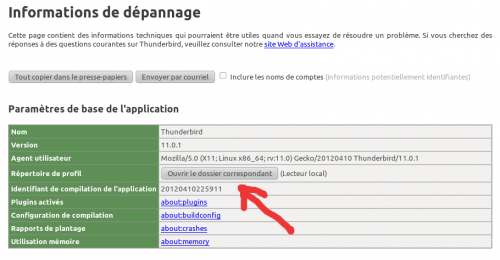 Informations de dépannage
Cette page contient des informations techniques qui pourraient être utiles quand vous essayez de résoudre un problème. Si vous cherchez des
réponses à des questions courantes sur Thunderbird, veuillez consulter notre site Web d'assistance.
Tout copier dans le presse-papiers Envoyer par courriel Inclure les noms de comptes (informations potentiellement identifiantes)
Paramètres de base de l'application
Nom Thunderbird
Version 11.0.1
Agent utilisateur Mozilla/5.0 (X11; Linux x86_64; rv:11.0) Gecko/20120410 Thunderbird/11.0.1
Répertoire de profil Ouvrir le dossier correspondant (Lecteur local)
Identifiant de compilation de l'application 20120410225911
Plugins activés about:plugins
Configuration de compilation about:buildconfig
Rapports de plantage about:crashes
Utilisation mémoire about:memory